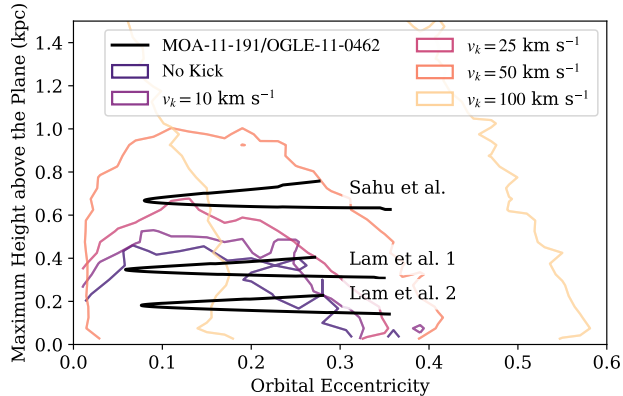 MOA-11-191/OGLE-11-0462
No Kick
v_k = 10 km s⁻¹
v_k = 25 km s⁻¹
v_k = 50 km s⁻¹
v_k = 100 km s⁻¹
Maximum Height above the Plane (kpc)
1.4
1.2
1.0
0.8
0.6
0.4
0.2
0.0
Sahu et al.
Lam et al. 1
Lam et al. 2
0.0 0.1 0.2 0.3 0.4 0.5 0.6
Orbital Eccentricity